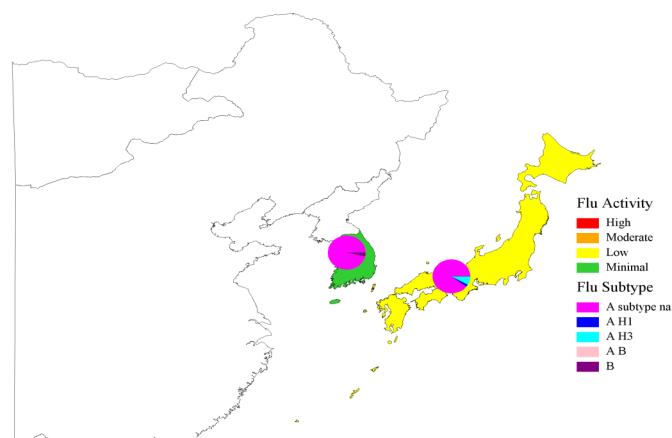 Flu Activity
High
Moderate
Low
Minimal
Flu Subtype
A subtype na
A H1
A H3
A B
B